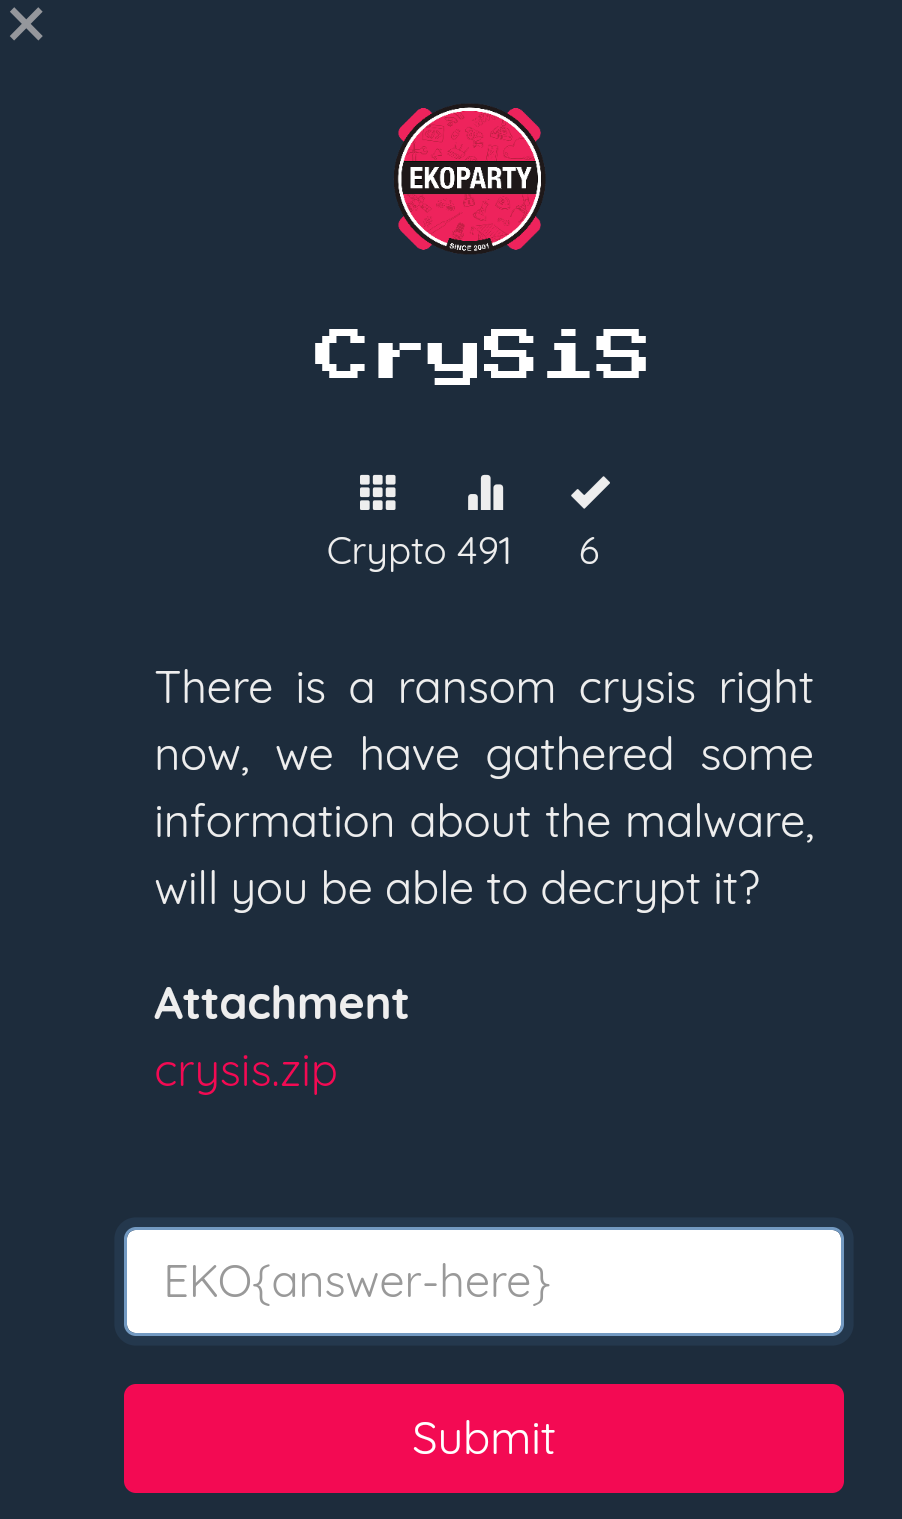 EKOPARTY
SINCE 2001
CrySiS
Crypto 491 6
There is a ransom crysis right
now, we have gathered some
information about the malware,
will you be able to decrypt it?
Attachment
crysis.zip
EKO{answer-here}
Submit